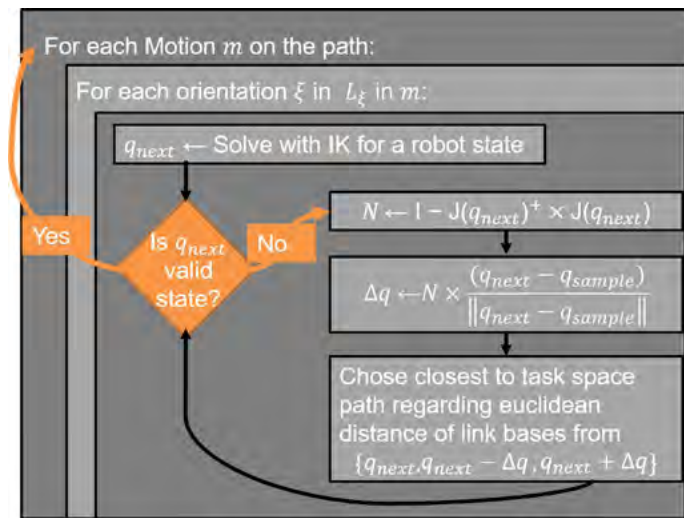 For each Motion m on the path:
For each orientation ξ in L_ξ in m:
q_next ← Solve with IK for a robot state
Yes
Is q_next
valid
state?
No
N ← I − J(q_next)⁺ × J(q_next)
Δq ← N × (q_next − q_sample) / ‖q_next − q_sample‖
Chose closest to task space
path regarding euclidean
distance of link bases from
{q_next, q_next − Δq, q_next + Δq}